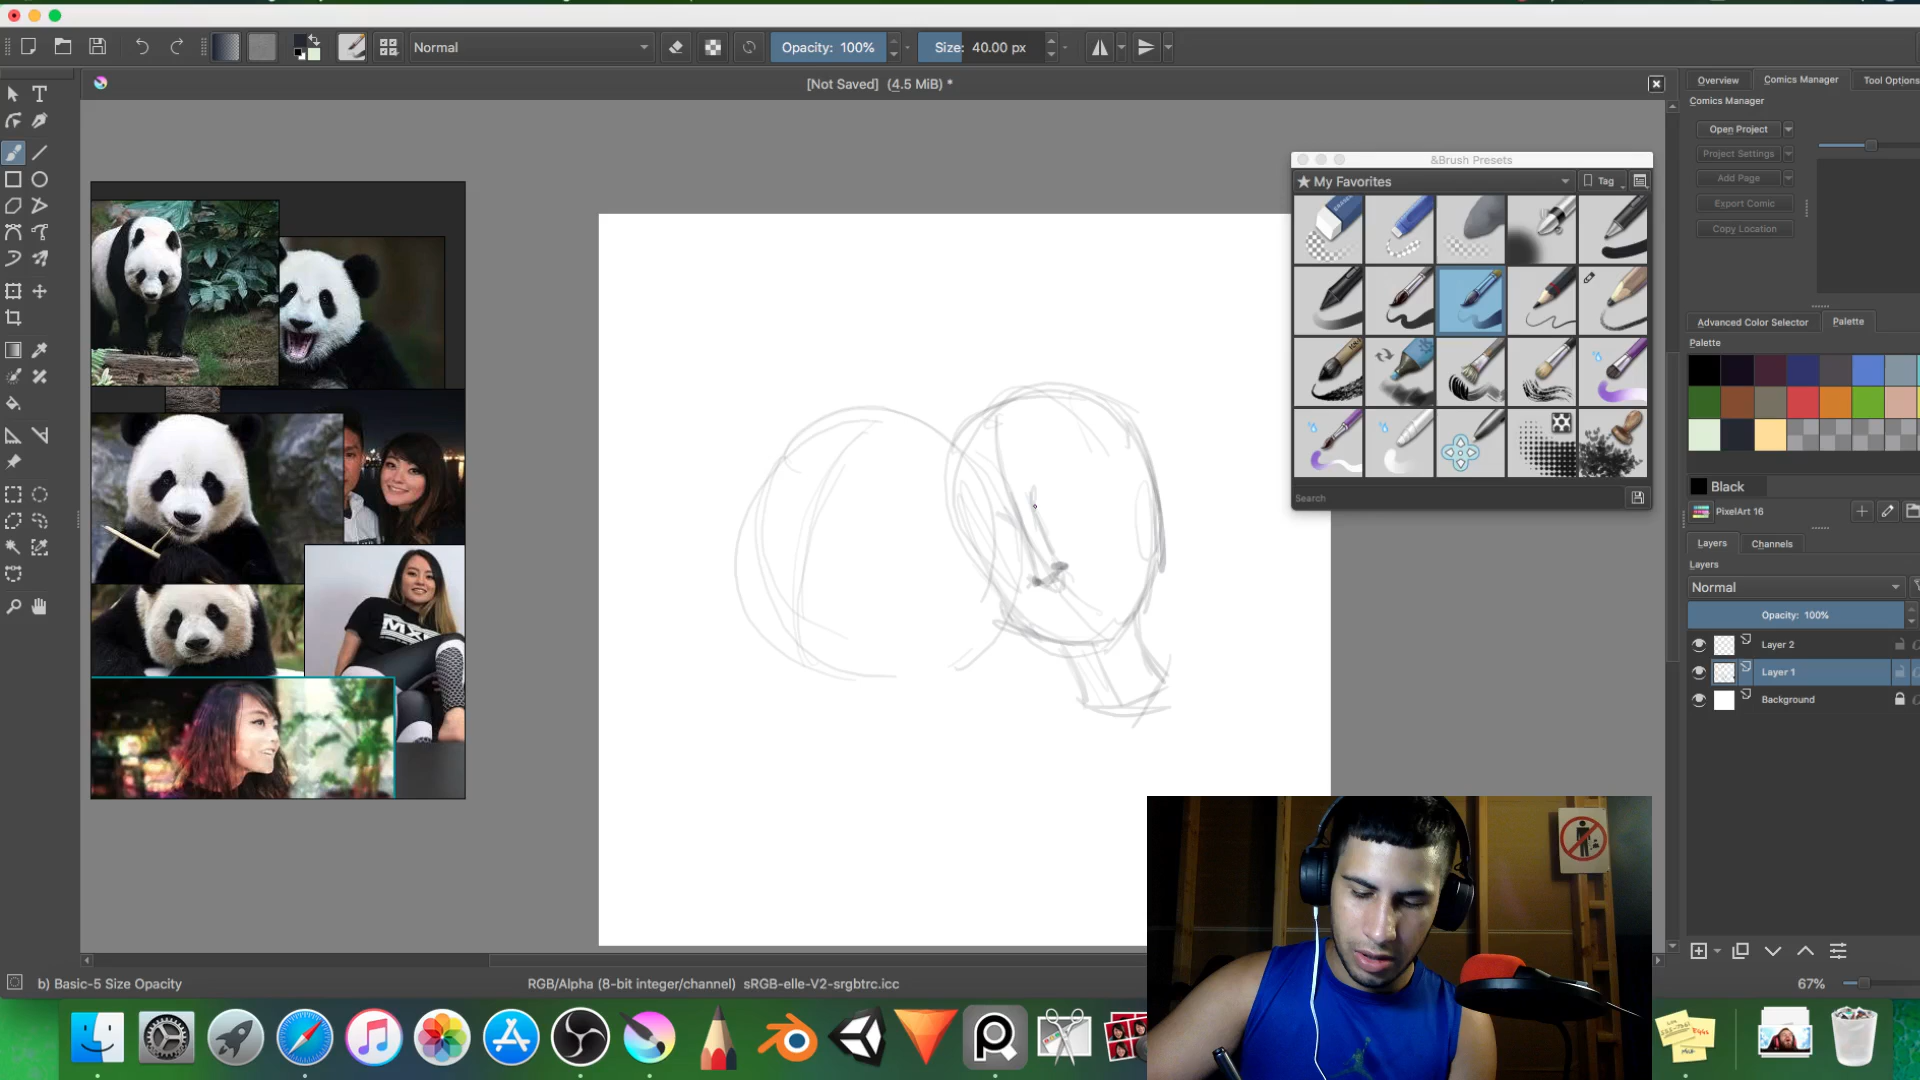 Normal
Opacity: 100%
Size: 40.00 px
[Not Saved] (4.5 MiB) *
Overview
Comics Manager
Tool Options
Comics Manager
Open Project
Project Settings
Add Page
Export Comic
Copy Location
&Brush Presets
★ My Favorites
Tag
ERASER
Search
Advanced Color Selector
Palette
Palette
Black
PixelArt 16
Layers
Channels
Layers
Normal
Opacity: 100%
Layer 2
Layer 1
Background
b) Basic-5 Size Opacity
RGB/Alpha (8-bit integer/channel) sRGB-elle-V2-srgbtrc.icc
67%